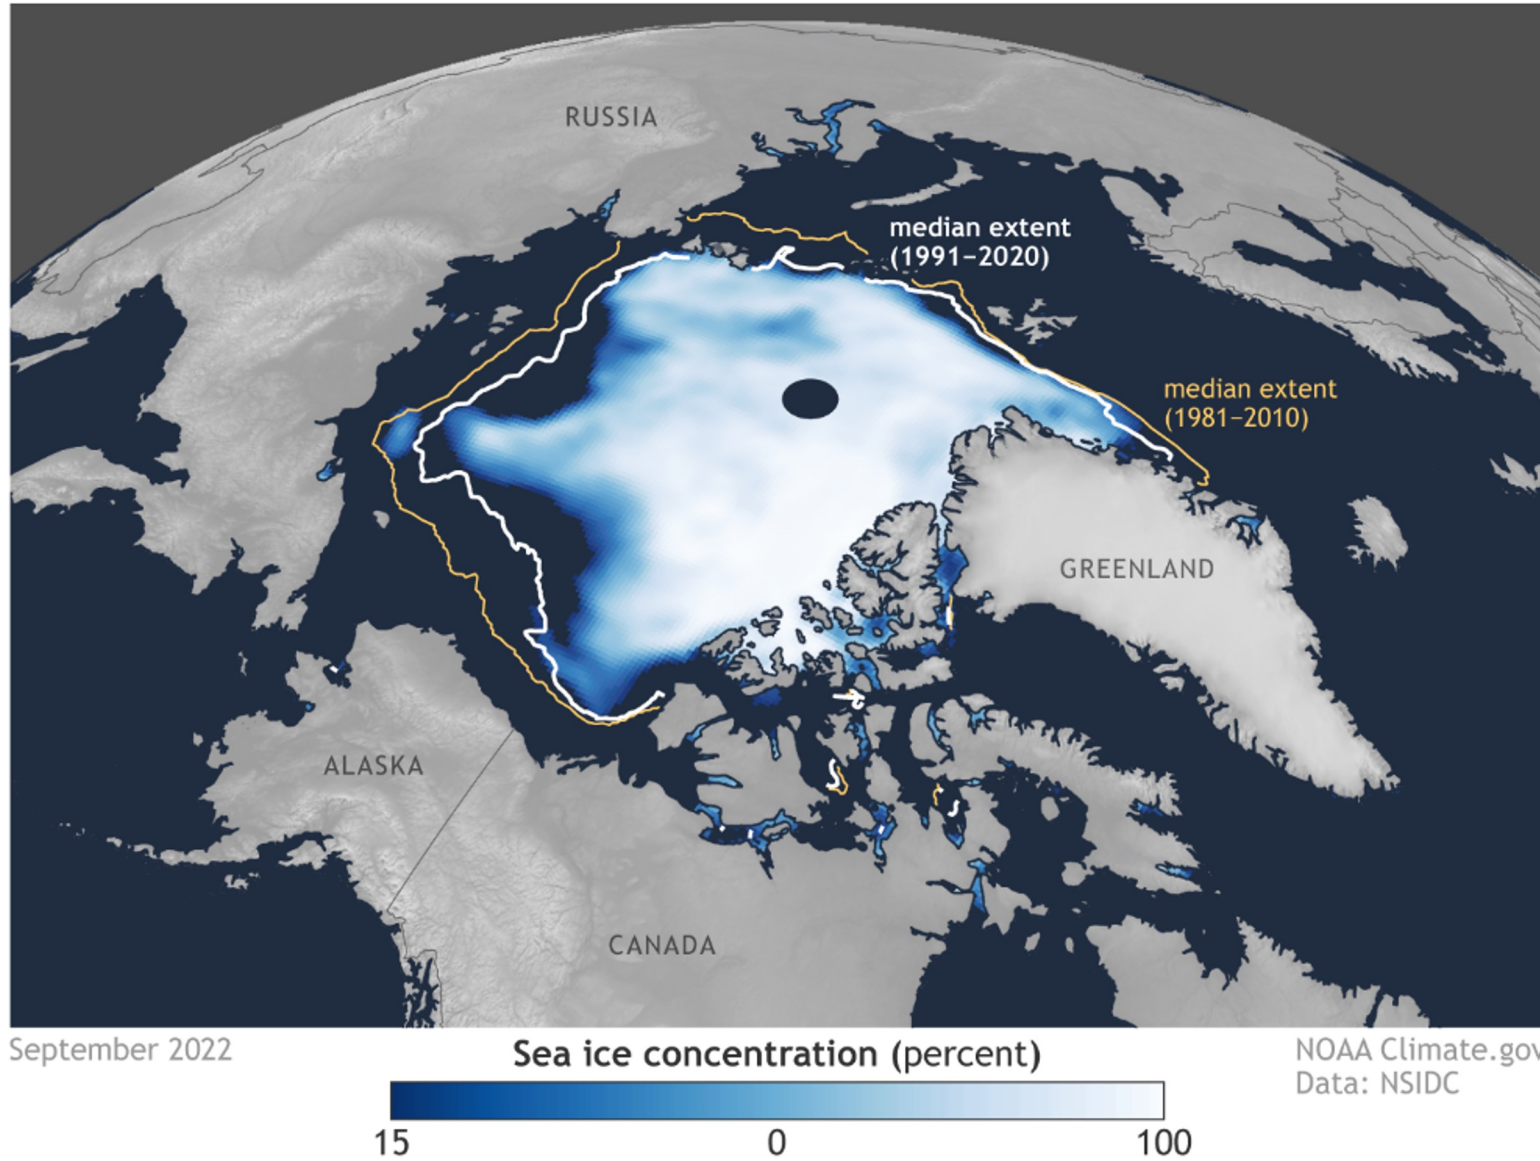 RUSSIA
median extent
(1991–2020)
median extent
(1981–2010)
GREENLAND
ALASKA
CANADA
September 2022
Sea ice concentration (percent)
NOAA Climate.gov
Data: NSIDC
15 0 100